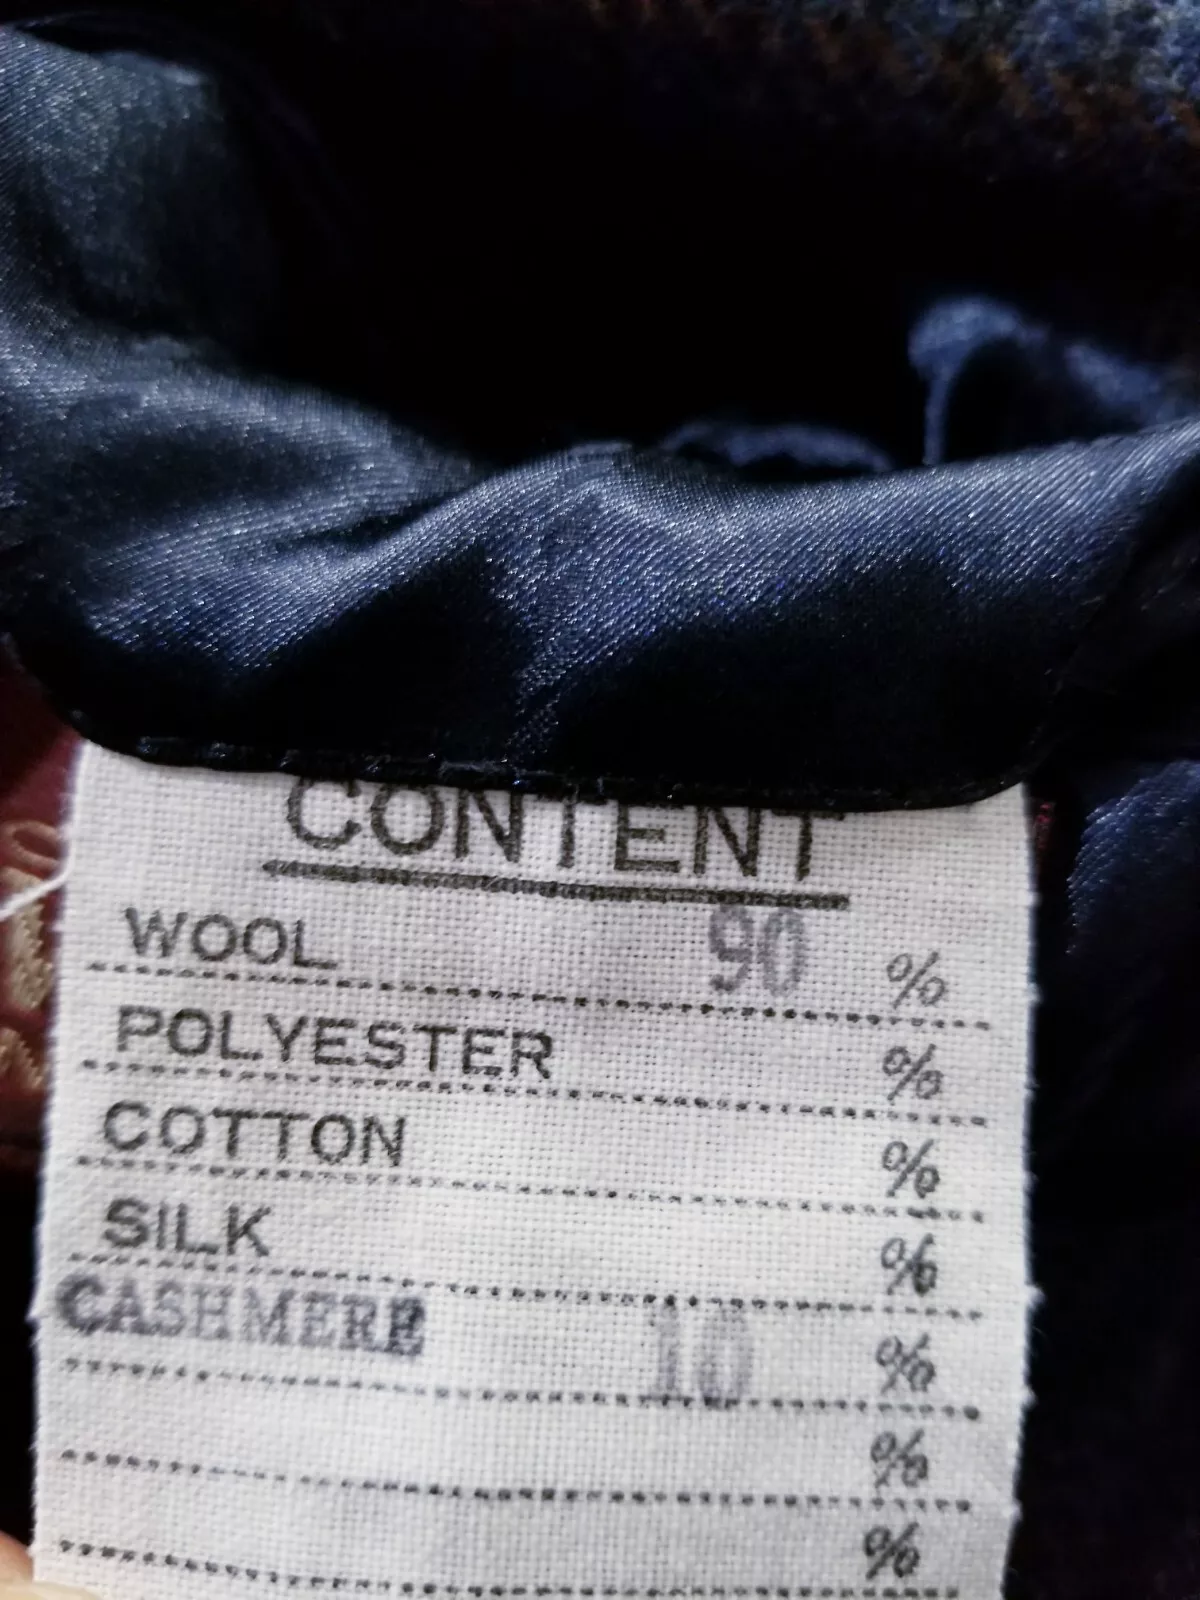 CONTENT
WOOL 90 %
POLYESTER %
COTTON %
SILK %
CASHMERE 10 %
%
%